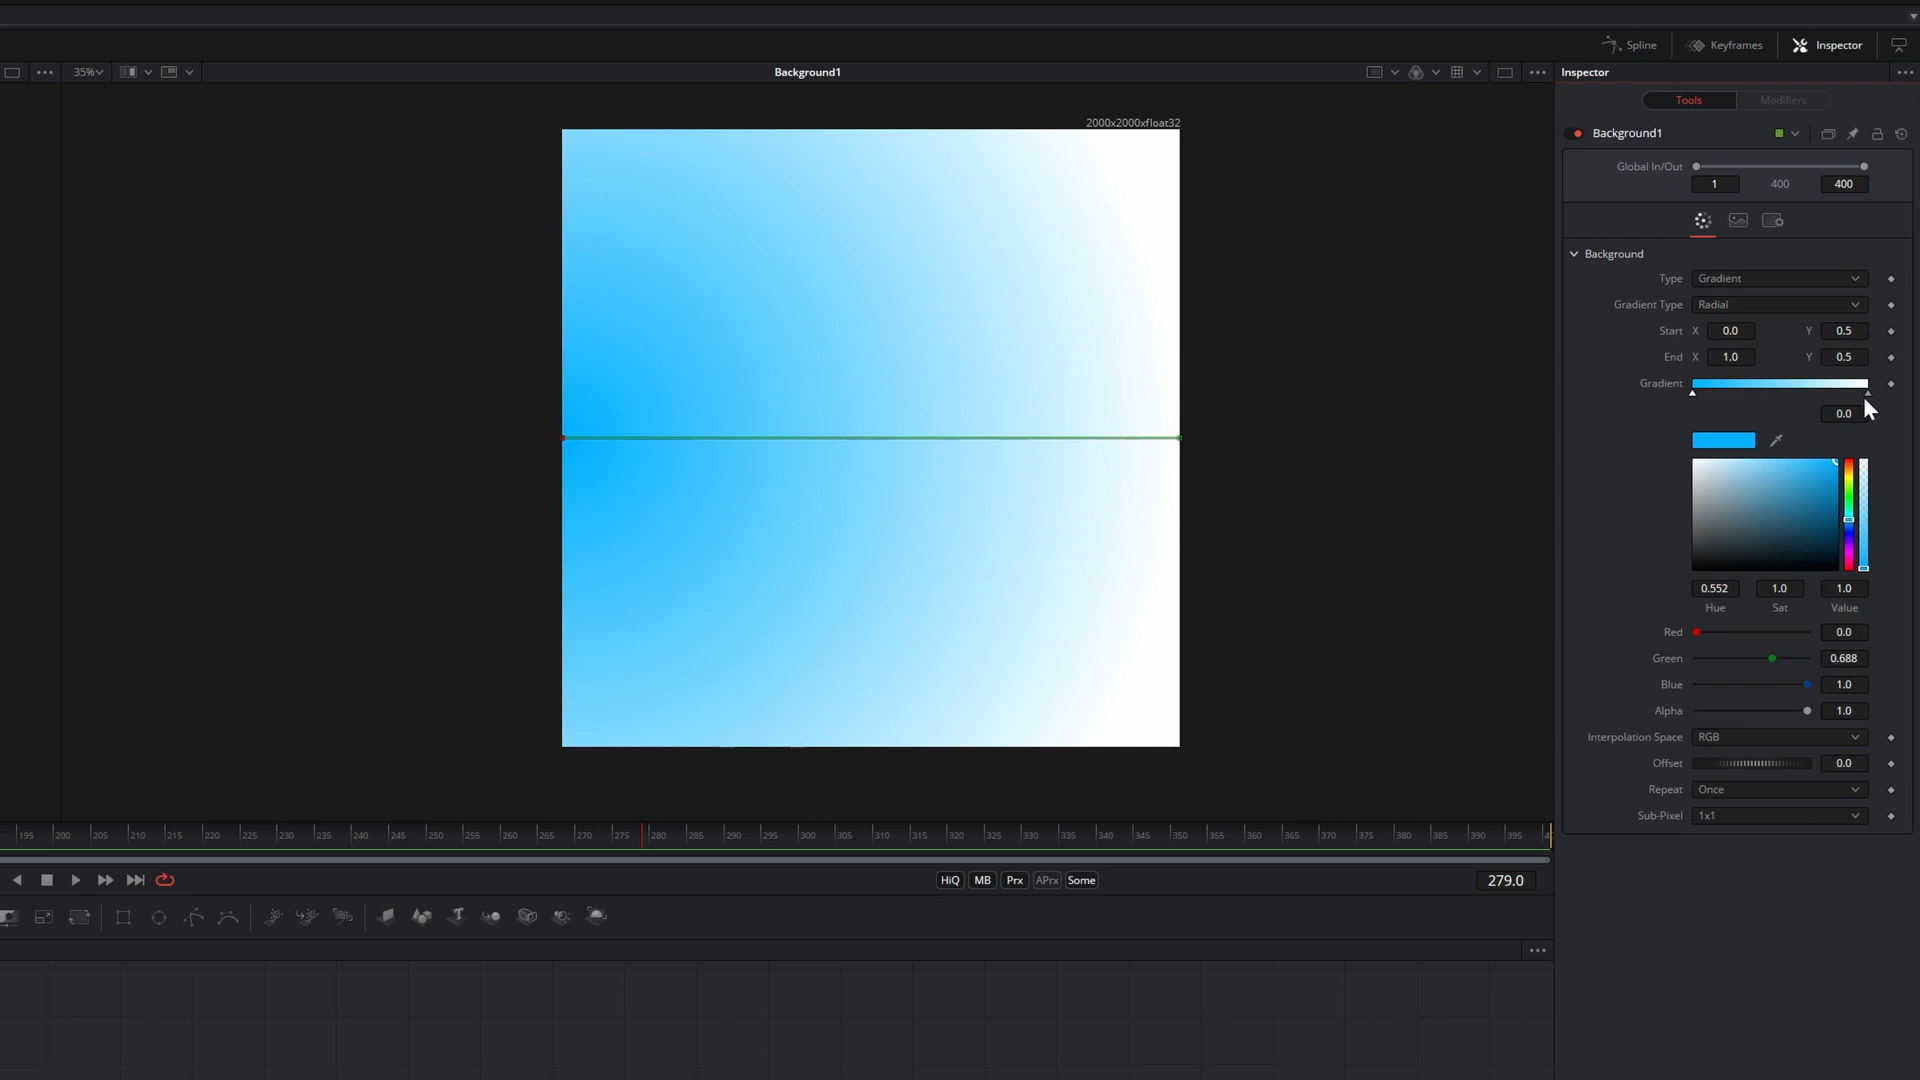 Spline Keyframes Inspector
35% Background1 Inspector
Tools Modifiers
2000x2000xfloat32
Background1
Global In/Out
1 400 400
Background
Type Gradient
Gradient Type Radial
Start X 0.0 Y 0.5
End X 1.0 Y 0.5
Gradient
0.0
0.552 1.0 1.0
Hue Sat Value
Red 0.0
Green 0.688
Blue 1.0
Alpha 1.0
Interpolation Space RGB
Offset 0.0
Repeat Once
Sub-Pixel 1x1
195 200 205 210 215 220 225 230 235 240 245 250 255 260 265 270 275 280 285 290 295 300 305 310 315 320 325 330 335 340 345 350 355 360 365 370 375 380 385 390 395
HiQ MB Prx APrx Some 279.0